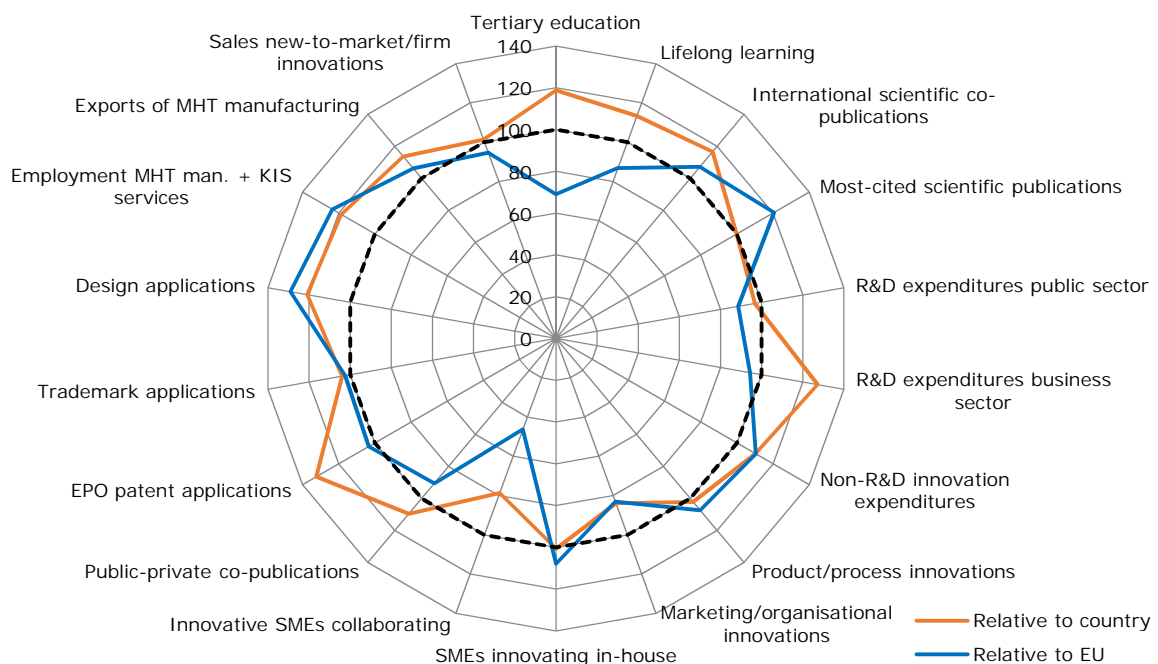 Tertiary education
Lifelong learning
International scientific co-
publications
Most-cited scientific publications
R&D expenditures public sector
R&D expenditures business
sector
Non-R&D innovation
expenditures
Product/process innovations
Marketing/organisational
innovations
SMEs innovating in-house
Innovative SMEs collaborating
Public-private co-publications
EPO patent applications
Trademark applications
Design applications
Employment MHT man. + KIS
services
Exports of MHT manufacturing
Sales new-to-market/firm
innovations
140
120
100
80
60
40
20
0
Relative to country
Relative to EU